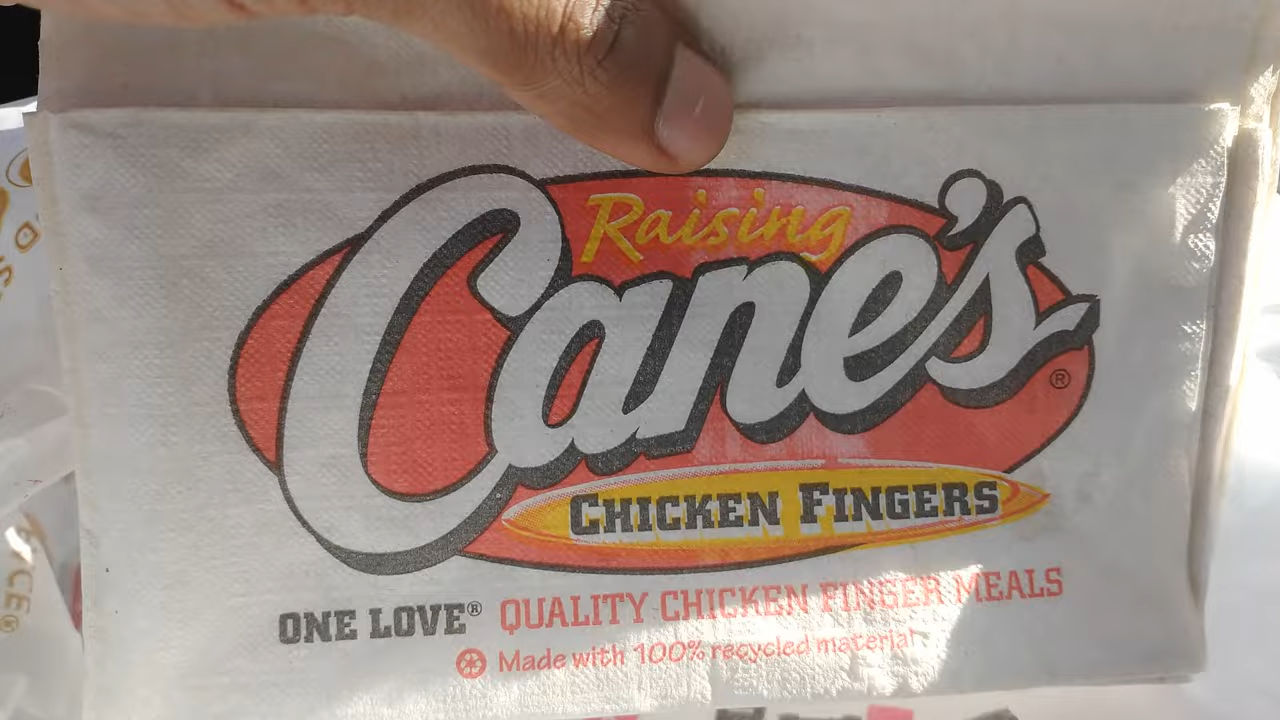 Raising
Cane's
®
CHICKEN FINGERS
ONE LOVE® QUALITY CHICKEN FINGER MEALS
Made with 100% recycled material